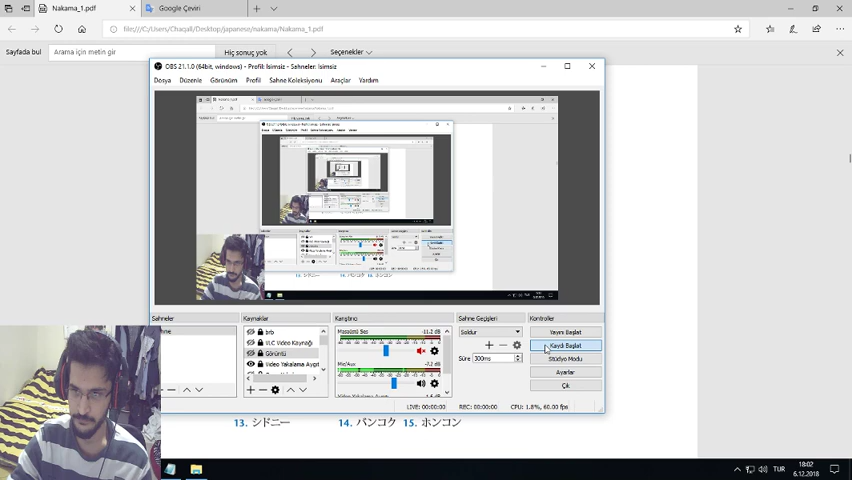 Nakama_1.pdf
Google Çeviri
file:///C:/Users/Chaqall/Desktop/japanese/nakama/Nakama_1.pdf
Sayfada bul
Arama için metin gir
Hiç sonuç yok
Seçenekler
OBS 21.1.0 (64bit, windows) - Profil: Isimsiz - Sahneler: Isimsiz
Dosya Düzenle Görünüm Profil Sahne Koleksiyonu Araçlar Yardım
Sahneler
Kaynaklar
Karıştırıcı
Sahne Geçişleri
Kontroller
brb
VLC Video Kaynağı
Görüntü
Video Yakalama Aygıt
Masaüstü Ses
-11.2 dB
Mic/Aux
-7.2 dB
Soldur
Süre 300ms
Yayını Başlat
Kaydı Başlat
Stüdyo Modu
Ayarlar
Çık
LIVE: 00:00:00
REC: 00:00:00
CPU: 1.8%, 60.00 fps
13. シドニー 14. バンコク 15. ホンコン
TUR
18:02
6.12.2018